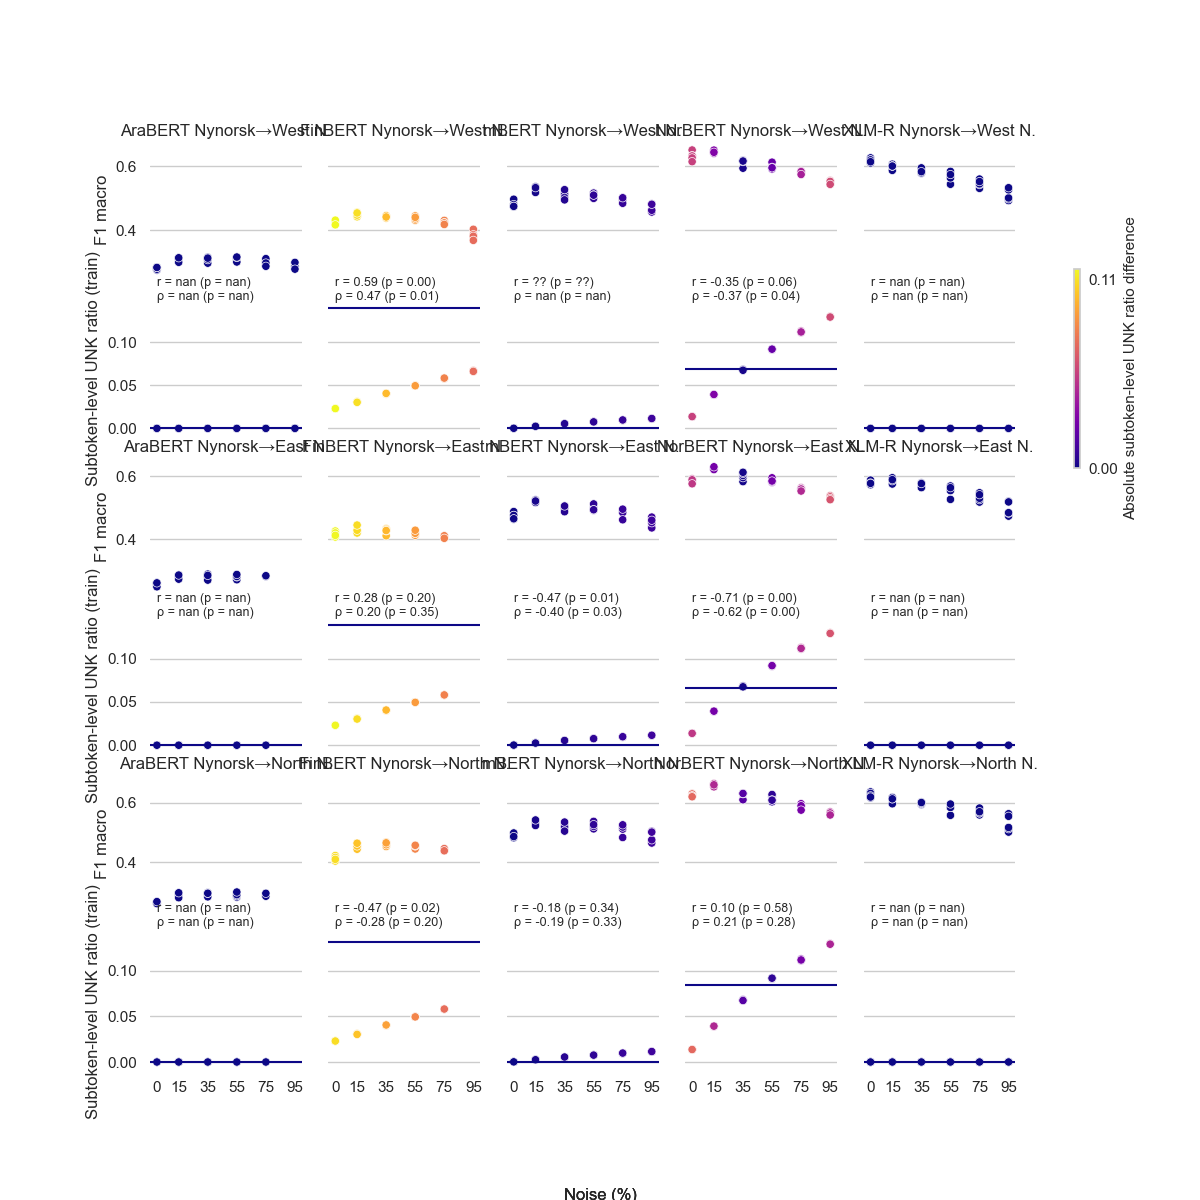 AraBERT Nynorsk→West N.
FinBERT Nynorsk→West N.
mBERT Nynorsk→West N.
NorBERT Nynorsk→West N.
XLM-R Nynorsk→West N.
F1 macro
0.6
0.4
r = nan (p = nan)
ρ = nan (p = nan)
r = 0.59 (p = 0.00)
ρ = 0.47 (p = 0.01)
r = ?? (p = ??)
ρ = nan (p = nan)
r = -0.35 (p = 0.06)
ρ = -0.37 (p = 0.04)
r = nan (p = nan)
ρ = nan (p = nan)
Subtoken-level UNK ratio (train)
0.10
0.05
0.00
AraBERT Nynorsk→East N.
FinBERT Nynorsk→East N.
mBERT Nynorsk→East N.
NorBERT Nynorsk→East N.
XLM-R Nynorsk→East N.
F1 macro
0.6
0.4
r = nan (p = nan)
ρ = nan (p = nan)
r = 0.28 (p = 0.20)
ρ = 0.20 (p = 0.35)
r = -0.47 (p = 0.01)
ρ = -0.40 (p = 0.03)
r = -0.71 (p = 0.00)
ρ = -0.62 (p = 0.00)
r = nan (p = nan)
ρ = nan (p = nan)
Subtoken-level UNK ratio (train)
0.10
0.05
0.00
AraBERT Nynorsk→North N.
FinBERT Nynorsk→North N.
mBERT Nynorsk→North N.
NorBERT Nynorsk→North N.
XLM-R Nynorsk→North N.
F1 macro
0.6
0.4
r = nan (p = nan)
ρ = nan (p = nan)
r = -0.47 (p = 0.02)
ρ = -0.28 (p = 0.20)
r = -0.18 (p = 0.34)
ρ = -0.19 (p = 0.33)
r = 0.10 (p = 0.58)
ρ = 0.21 (p = 0.28)
r = nan (p = nan)
ρ = nan (p = nan)
Subtoken-level UNK ratio (train)
0.10
0.05
0.00
0 15 35 55 75 95
0 15 35 55 75 95
0 15 35 55 75 95
0 15 35 55 75 95
0 15 35 55 75 95
Noise (%)
0.11
0.00
Absolute subtoken-level UNK ratio difference